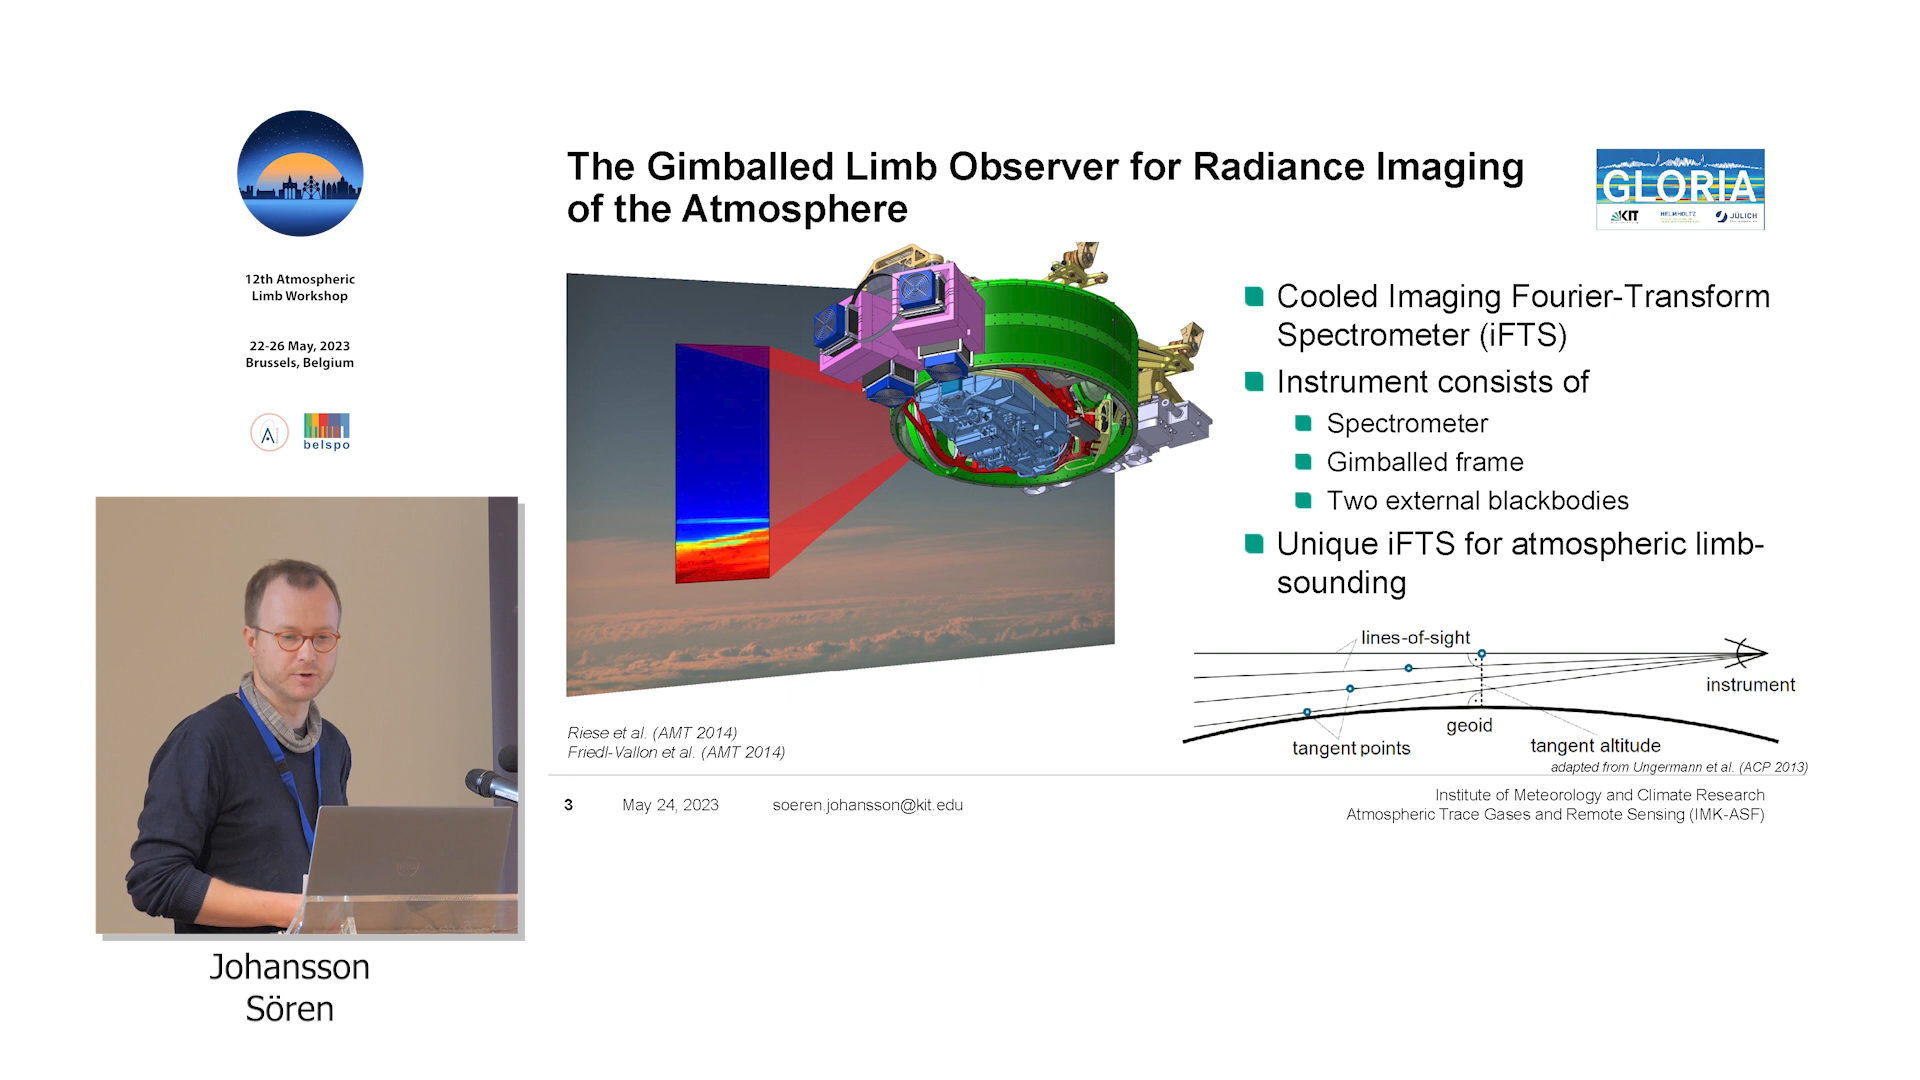 12th Atmospheric
Limb Workshop
22-26 May, 2023
Brussels, Belgium
A
belspo
Johansson
Sören
The Gimballed Limb Observer for Radiance Imaging
of the Atmosphere
GLORIA
KIT
HELMHOLTZ
JÜLICH
Cooled Imaging Fourier-Transform
Spectrometer (iFTS)
Instrument consists of
Spectrometer
Gimballed frame
Two external blackbodies
Unique iFTS for atmospheric limb-
sounding
lines-of-sight
instrument
geoid
tangent points
tangent altitude
adapted from Ungermann et al. (ACP 2013)
Riese et al. (AMT 2014)
Friedl-Vallon et al. (AMT 2014)
3
May 24, 2023
soeren.johansson@kit.edu
Institute of Meteorology and Climate Research
Atmospheric Trace Gases and Remote Sensing (IMK-ASF)